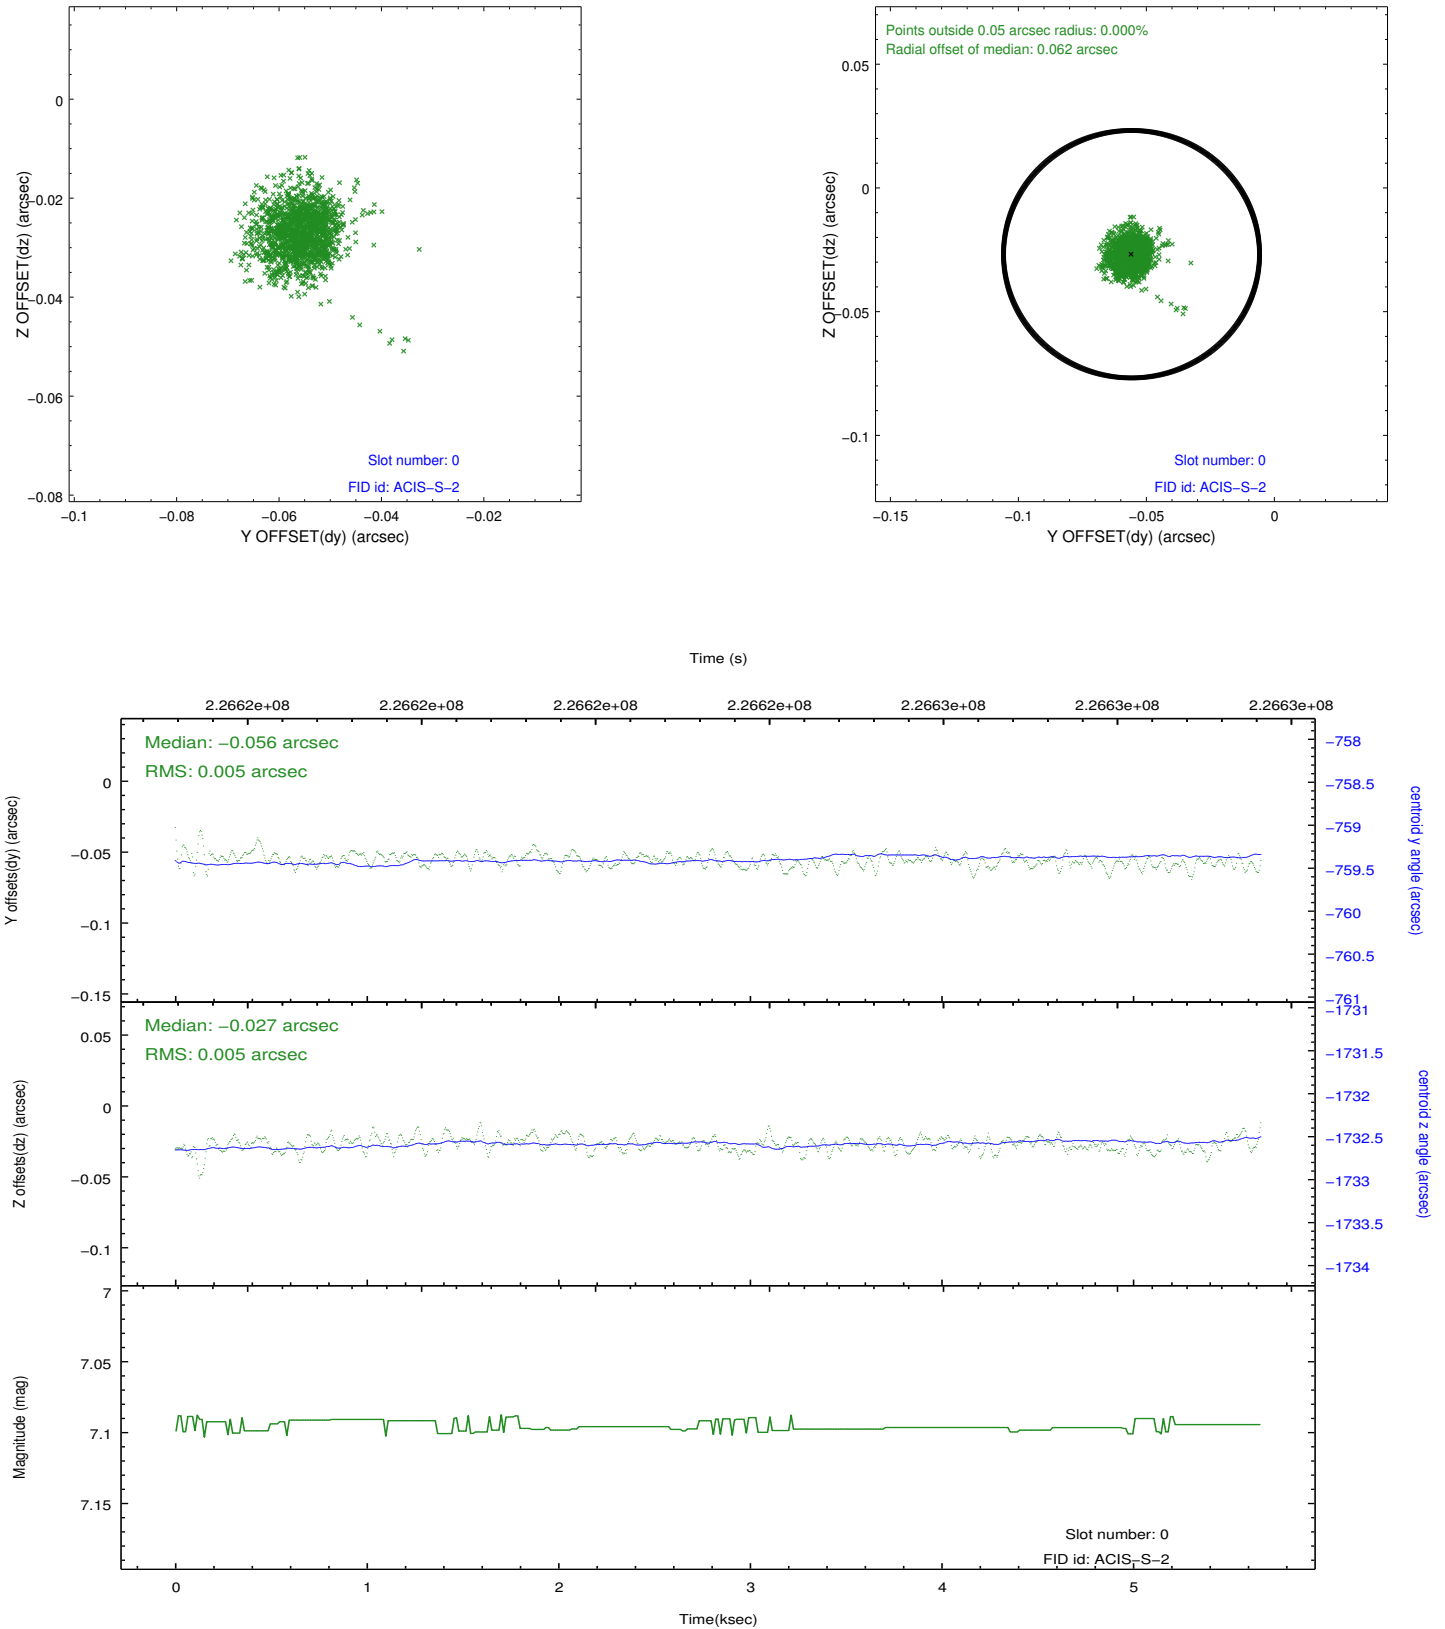 0
−0.02
−0.04
−0.06
−0.08
Z OFFSET(dz) (arcsec)
Slot number: 0
FID id: ACIS−S−2
−0.1
−0.08
−0.06
−0.04
−0.02
Y OFFSET(dy) (arcsec)
Points outside 0.05 arcsec radius: 0.000%
Radial offset of median: 0.062 arcsec
0.05
0
−0.05
−0.1
Z OFFSET(dz) (arcsec)
Slot number: 0
FID id: ACIS−S−2
−0.15
−0.1
−0.05
0
Y OFFSET(dy) (arcsec)
Time (s)
2.2662e+08
2.2662e+08
2.2662e+08
2.2662e+08
2.2663e+08
2.2663e+08
2.2663e+08
Median: −0.056 arcsec
RMS: 0.005 arcsec
0
−0.05
−0.1
−0.15
Y offsets(dy) (arcsec)
−758
−758.5
−759
−759.5
−760
−760.5
−761
centroid y angle (arcsec)
Median: −0.027 arcsec
RMS: 0.005 arcsec
0.05
0
−0.05
−0.1
Z offsets(dz) (arcsec)
−1731
−1731.5
−1732
−1732.5
−1733
−1733.5
−1734
centroid z angle (arcsec)
7
7.05
7.1
7.15
Magnitude (mag)
Slot number: 0
FID id: ACIS−S−2
0
1
2
3
4
5
Time(ksec)